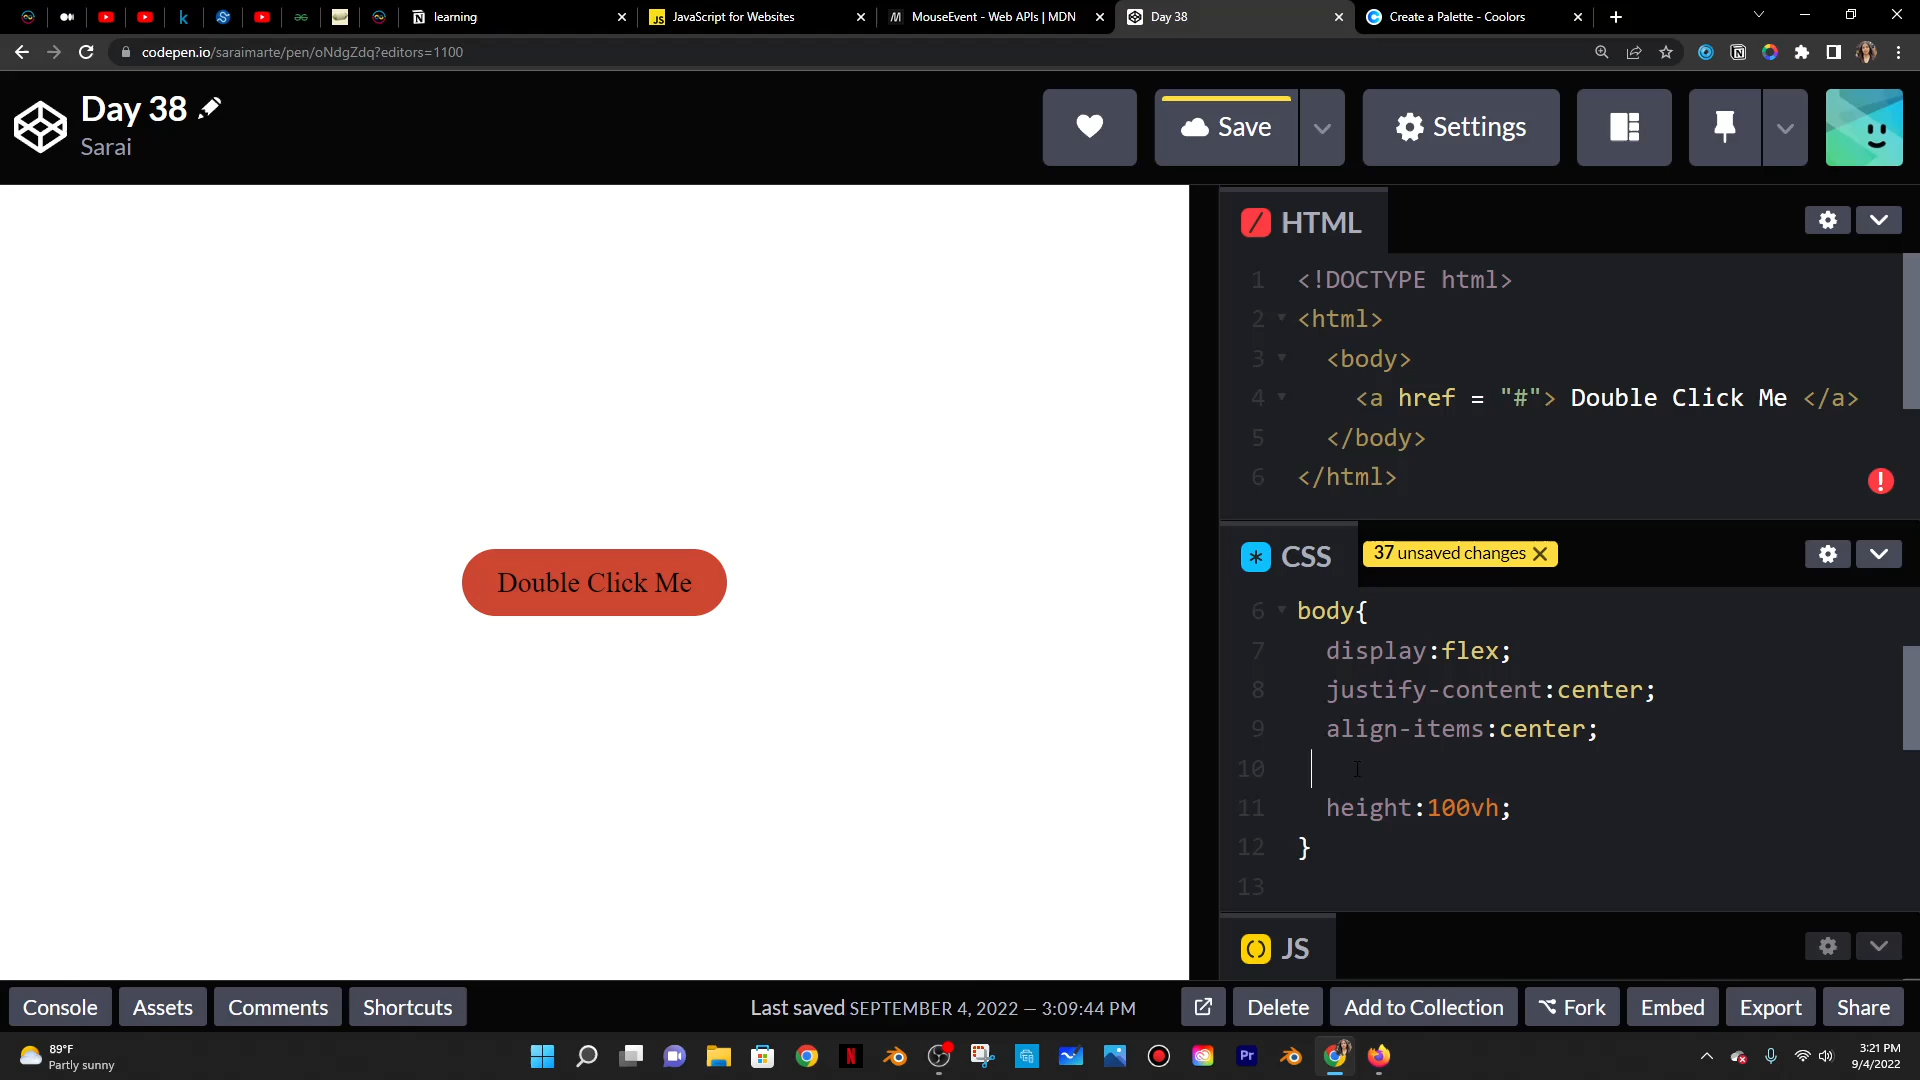 learning
JavaScript for Websites
MouseEvent - Web APIs | MDN
Day 38
Create a Palette - Coolors
codepen.io/saraimarte/pen/oNdgZdq?editors=1100
Day 38
Sarai
Save
Settings
HTML
1 <!DOCTYPE html>
2 <html>
3 <body>
4 <a href = "#"> Double Click Me </a>
5 </body>
6 </html>
Double Click Me
CSS
37 unsaved changes
6 body{
7 display:flex;
8 justify-content:center;
9 align-items:center;
10
11 height:100vh;
12 }
13
JS
Console
Assets
Comments
Shortcuts
Last saved SEPTEMBER 4, 2022 — 3:09:44 PM
Delete
Add to Collection
Fork
Embed
Export
Share
89°F
Partly sunny
3:21 PM
9/4/2022